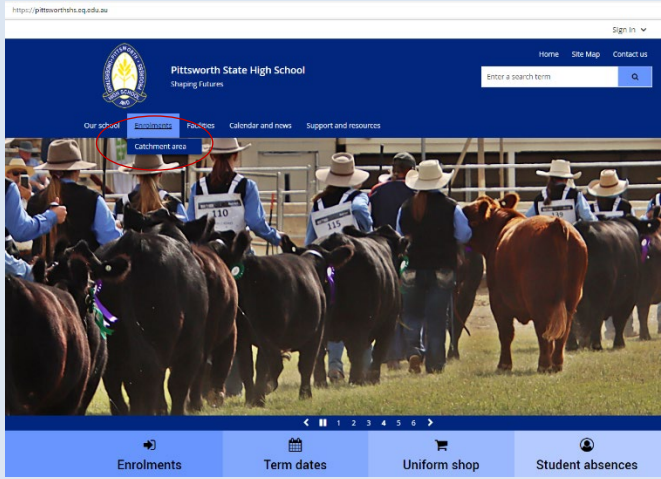 https://pittsworthshs.eq.edu.au
Sign in
Home Site Map Contact us
Pittsworth State High School
Shaping Futures
Enter a search term
Our school Enrolments Facilities Calendar and news Support and resources
Catchment area
110
115
1 2 3 4 5 6
Enrolments Term dates Uniform shop Student absences